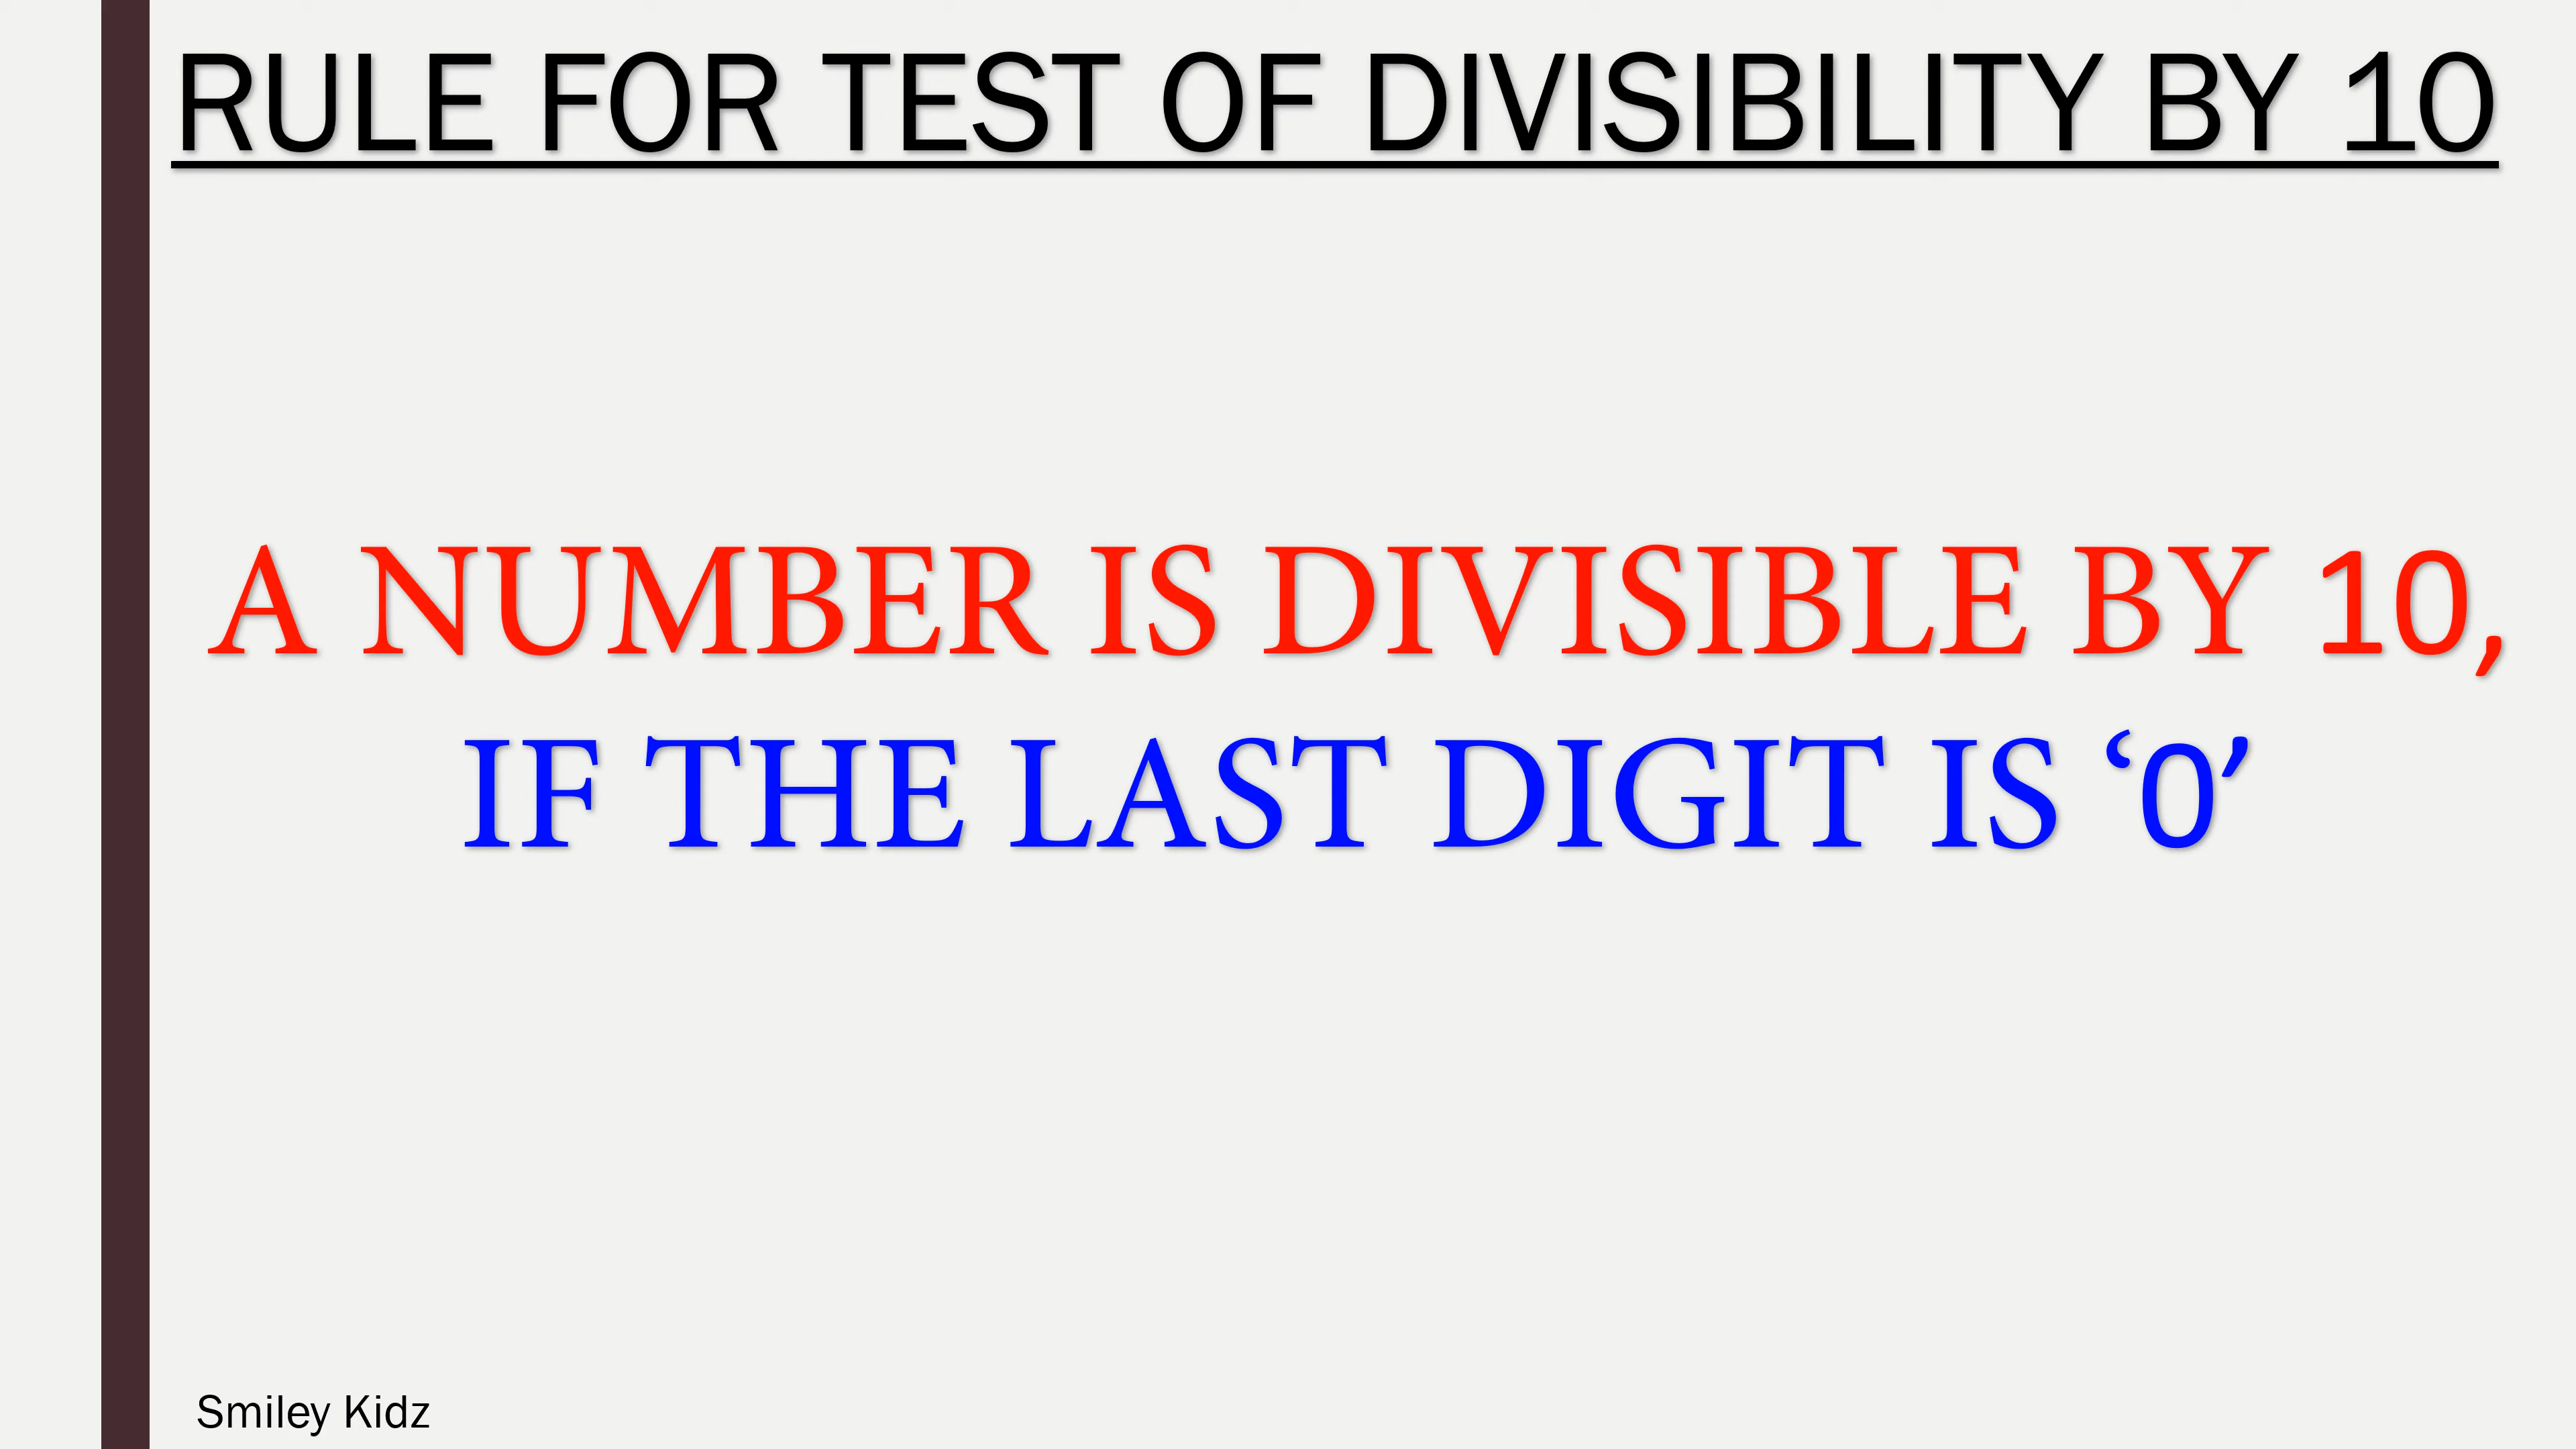 RULE FOR TEST OF DIVISIBILITY BY 10
A NUMBER IS DIVISIBLE BY 10,
IF THE LAST DIGIT IS ‘0’
Smiley Kidz